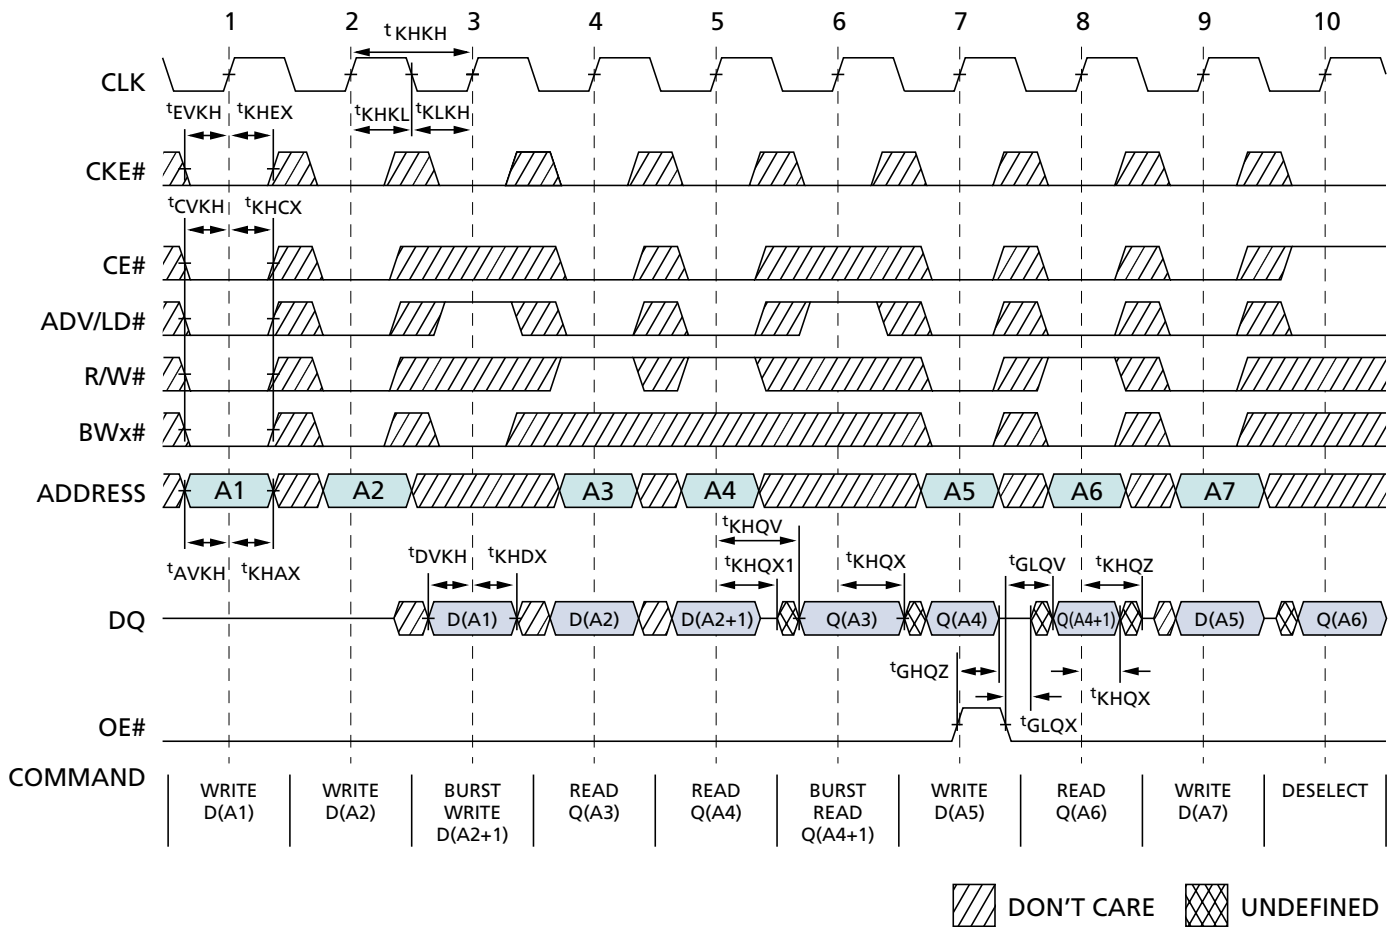 1 2 3 4 5 6 7 8 9 10
tKHKH
CLK
tEVKH tKHEX tKHKL tKLKH
CKE#
tCVKH tKHCX
CE#
ADV/LD#
R/W#
BWx#
ADDRESS A1 A2 A3 A4 A5 A6 A7
tKHQV
tAVKH tKHAX tDVKH tKHDX tKHQX1 tKHQX tGLQV tKHQZ
DQ D(A1) D(A2) D(A2+1) Q(A3) Q(A4) Q(A4+1) D(A5) Q(A6)
tGHQZ tKHQX
tGLQX
OE#
COMMAND
WRITE D(A1)
WRITE D(A2)
BURST WRITE D(A2+1)
READ Q(A3)
READ Q(A4)
BURST READ Q(A4+1)
WRITE D(A5)
READ Q(A6)
WRITE D(A7)
DESELECT
DON'T CARE UNDEFINED